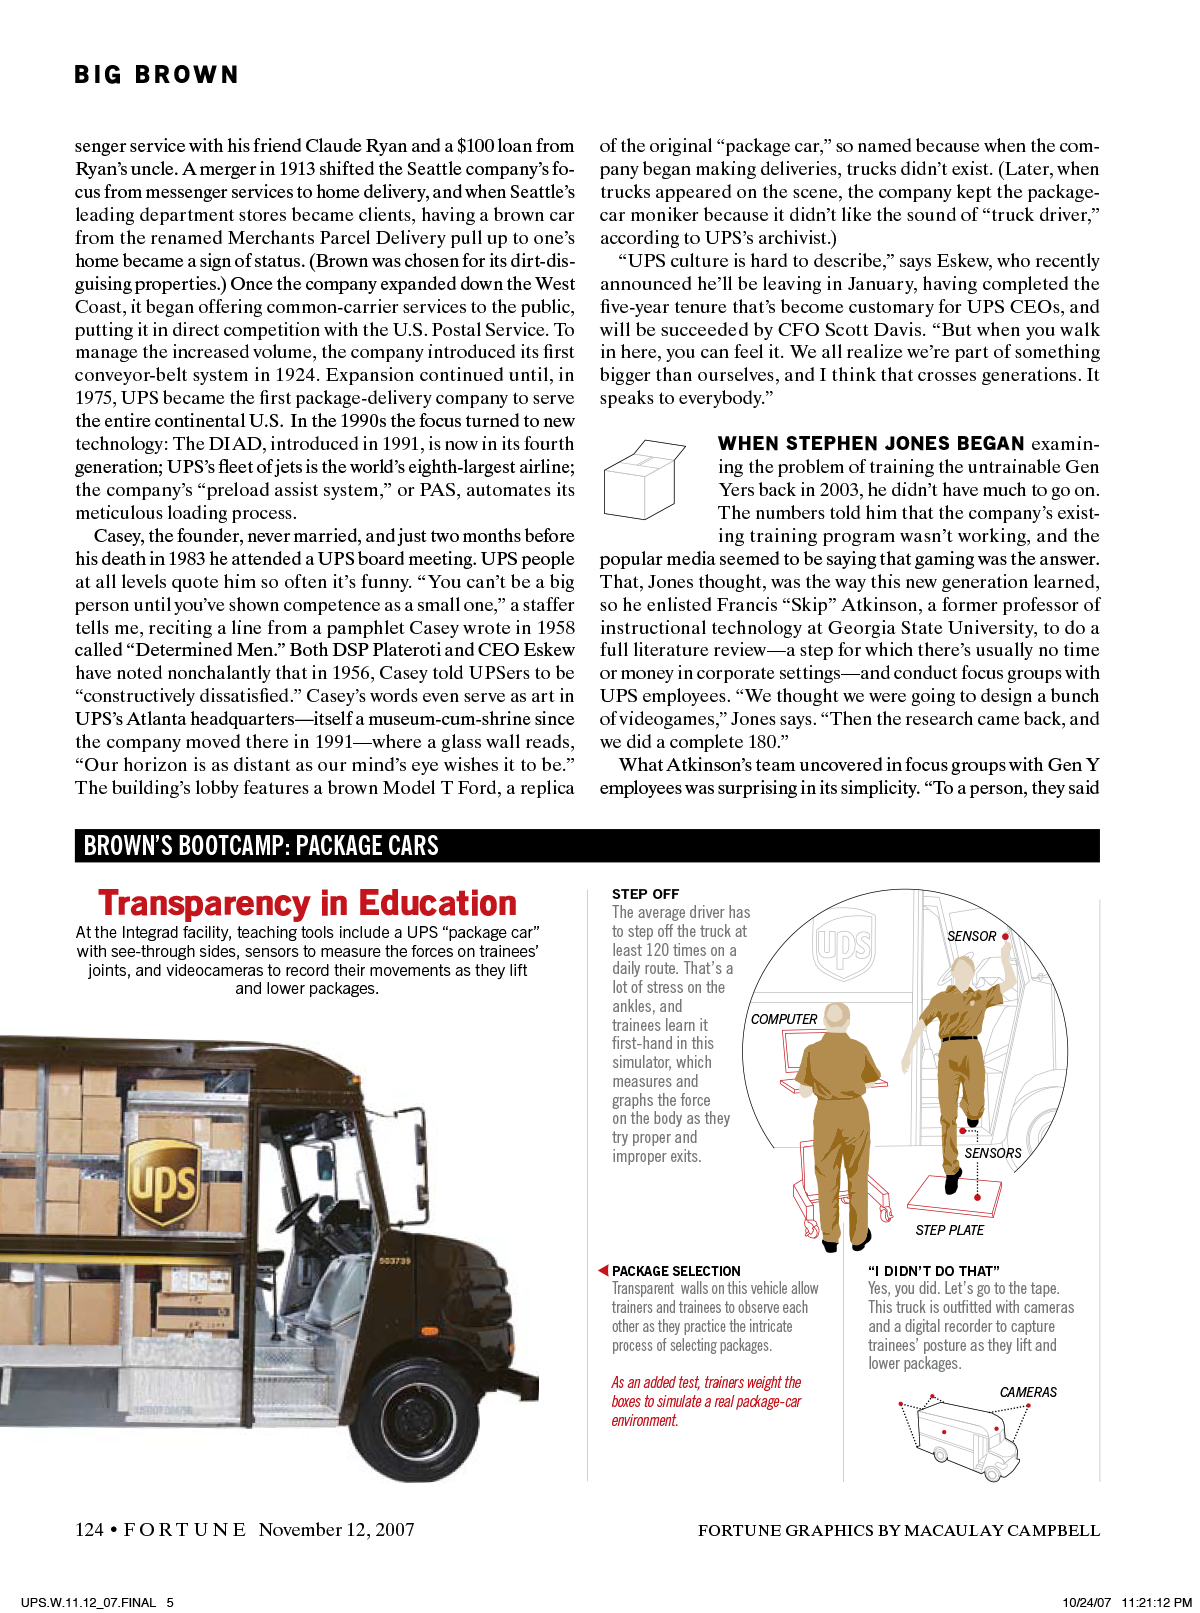 BIG BROWN
senger service with his friend Claude Ryan and a $100 loan from
Ryan’s uncle. A merger in 1913 shifted the Seattle company’s fo-
cus from messenger services to home delivery, and when Seattle’s
leading department stores became clients, having a brown car
from the renamed Merchants Parcel Delivery pull up to one’s
home became a sign of status. (Brown was chosen for its dirt-dis-
guising properties.) Once the company expanded down the West
Coast, it began offering common-carrier services to the public,
putting it in direct competition with the U.S. Postal Service. To
manage the increased volume, the company introduced its first
conveyor-belt system in 1924. Expansion continued until, in
1975, UPS became the first package-delivery company to serve
the entire continental U.S. In the 1990s the focus turned to new
technology: The DIAD, introduced in 1991, is now in its fourth
generation; UPS’s fleet of jets is the world’s eighth-largest airline;
the company’s “preload assist system,” or PAS, automates its
meticulous loading process.
Casey, the founder, never married, and just two months before
his death in 1983 he attended a UPS board meeting. UPS people
at all levels quote him so often it’s funny. “You can’t be a big
person until you’ve shown competence as a small one,” a staffer
tells me, reciting a line from a pamphlet Casey wrote in 1958
called “Determined Men.” Both DSP Plateroti and CEO Eskew
have noted nonchalantly that in 1956, Casey told UPSers to be
“constructively dissatisfied.” Casey’s words even serve as art in
UPS’s Atlanta headquarters—itself a museum-cum-shrine since
the company moved there in 1991—where a glass wall reads,
“Our horizon is as distant as our mind’s eye wishes it to be.”
The building’s lobby features a brown Model T Ford, a replica
of the original “package car,” so named because when the com-
pany began making deliveries, trucks didn’t exist. (Later, when
trucks appeared on the scene, the company kept the package-
car moniker because it didn’t like the sound of “truck driver,”
according to UPS’s archivist.)
“UPS culture is hard to describe,” says Eskew, who recently
announced he’ll be leaving in January, having completed the
five-year tenure that’s become customary for UPS CEOs, and
will be succeeded by CFO Scott Davis. “But when you walk
in here, you can feel it. We all realize we’re part of something
bigger than ourselves, and I think that crosses generations. It
speaks to everybody.”
WHEN STEPHEN JONES BEGAN examin-
ing the problem of training the untrainable Gen
Yers back in 2003, he didn’t have much to go on.
The numbers told him that the company’s exist-
ing training program wasn’t working, and the
popular media seemed to be saying that gaming was the answer.
That, Jones thought, was the way this new generation learned,
so he enlisted Francis “Skip” Atkinson, a former professor of
instructional technology at Georgia State University, to do a
full literature review—a step for which there’s usually no time
or money in corporate settings—and conduct focus groups with
UPS employees. “We thought we were going to design a bunch
of videogames,” Jones says. “Then the research came back, and
we did a complete 180.”
What Atkinson’s team uncovered in focus groups with Gen Y
employees was surprising in its simplicity. “To a person, they said
BROWN’S BOOTCAMP: PACKAGE CARS
Transparency in Education
At the Integrad facility, teaching tools include a UPS “package car”
with see-through sides, sensors to measure the forces on trainees’
joints, and videocameras to record their movements as they lift
and lower packages.
ups
503739
STEP OFF
The average driver has
to step off the truck at
least 120 times on a
daily route. That’s a
lot of stress on the
ankles, and
trainees learn it
first-hand in this
simulator, which
measures and
graphs the force
on the body as they
try proper and
improper exits.
ups
SENSOR
COMPUTER
SENSORS
STEP PLATE
PACKAGE SELECTION
Transparent walls on this vehicle allow
trainers and trainees to observe each
other as they practice the intricate
process of selecting packages.
As an added test, trainers weight the
boxes to simulate a real package-car
environment.
“I DIDN’T DO THAT”
Yes, you did. Let’s go to the tape.
This truck is outfitted with cameras
and a digital recorder to capture
trainees’ posture as they lift and
lower packages.
CAMERAS
124 • FORTUNE November 12, 2007
FORTUNE GRAPHICS BY MACAULAY CAMPBELL
UPS.W.11.12_07.FINAL 5
10/24/07 11:21:12 PM